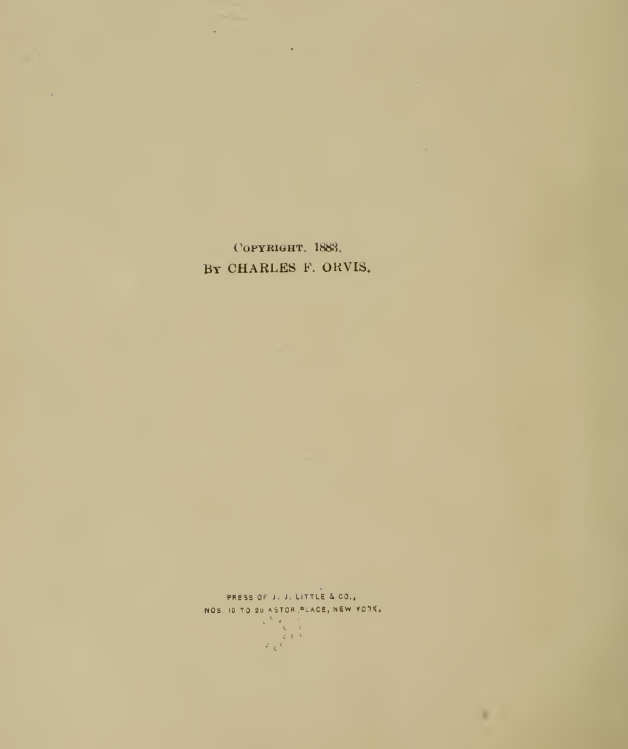 COPYRIGHT, 1883,
BY CHARLES F. ORVIS.
PRESS OF J. J. LITTLE & CO.,
NOS. 10 TO 20 ASTOR PLACE, NEW YORK.